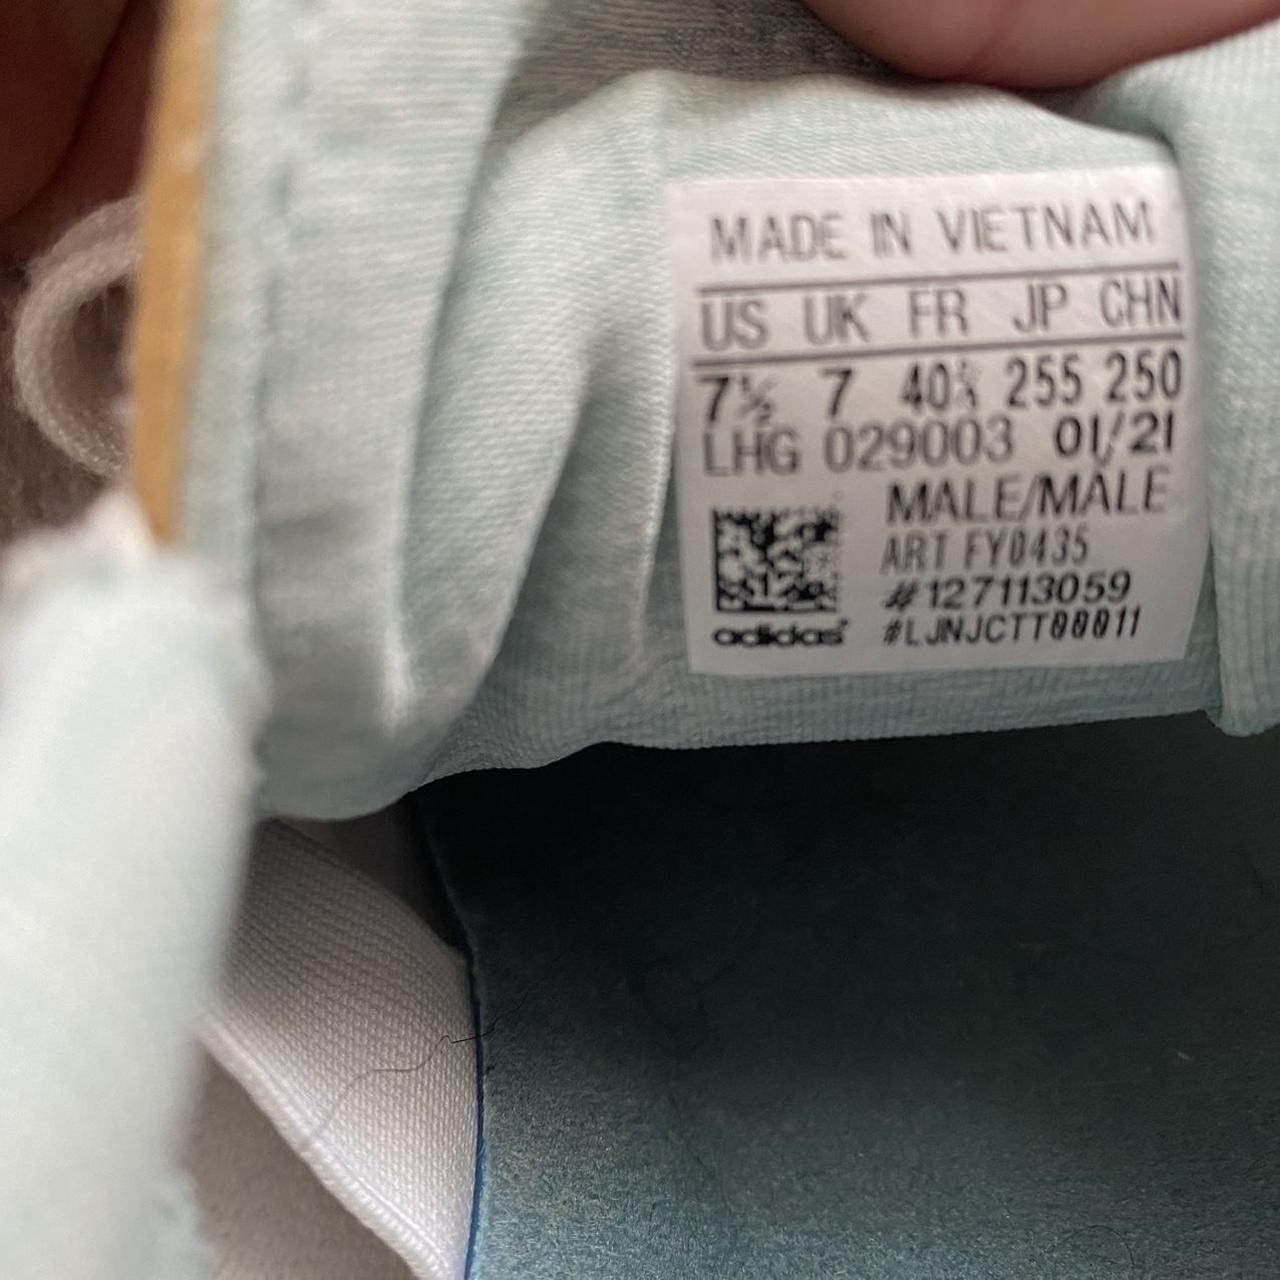 MADE IN VIETNAM
US UK FR JP CHN
7½ 7 40⅔ 255 250
LHG 029003 01/21
MALE/MÂLE
ART FY0435
#127113059
adidas #LJNJCTT00011